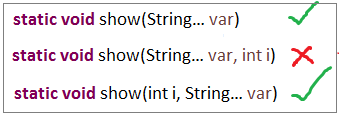 static void show(String... var)
static void show(String... var, int i)
static void show(int i, String... var)